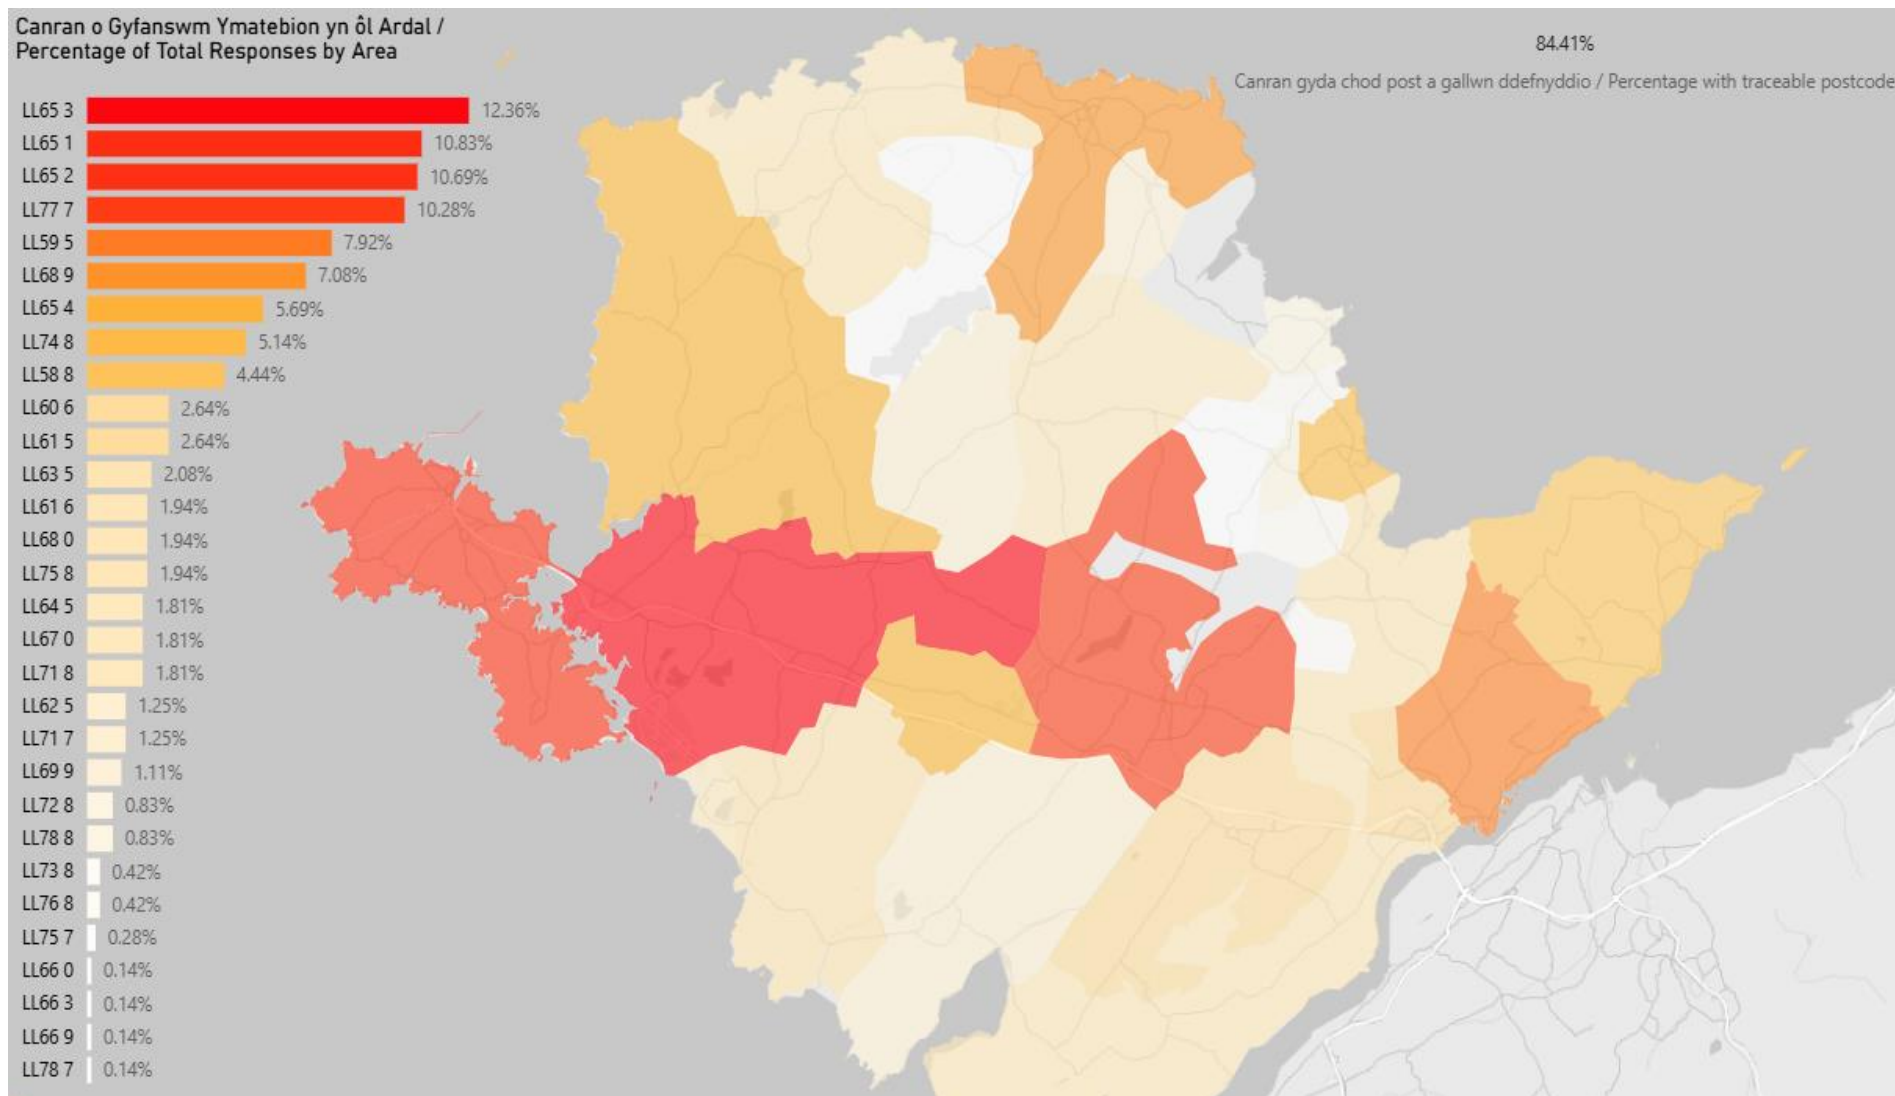 Canran o Gyfanswm Ymatebion yn ôl Ardal /
Percentage of Total Responses by Area
84.41%
Canran gyda chod post a gallwn ddefnyddio / Percentage with traceable postcode
LL65 3 12.36%
LL65 1 10.83%
LL65 2 10.69%
LL77 7 10.28%
LL59 5 7.92%
LL68 9 7.08%
LL65 4 5.69%
LL74 8 5.14%
LL58 8 4.44%
LL60 6 2.64%
LL61 5 2.64%
LL63 5 2.08%
LL61 6 1.94%
LL68 0 1.94%
LL75 8 1.94%
LL64 5 1.81%
LL67 0 1.81%
LL71 8 1.81%
LL62 5 1.25%
LL71 7 1.25%
LL69 9 1.11%
LL72 8 0.83%
LL78 8 0.83%
LL73 8 0.42%
LL76 8 0.42%
LL75 7 0.28%
LL66 0 0.14%
LL66 3 0.14%
LL66 9 0.14%
LL78 7 0.14%